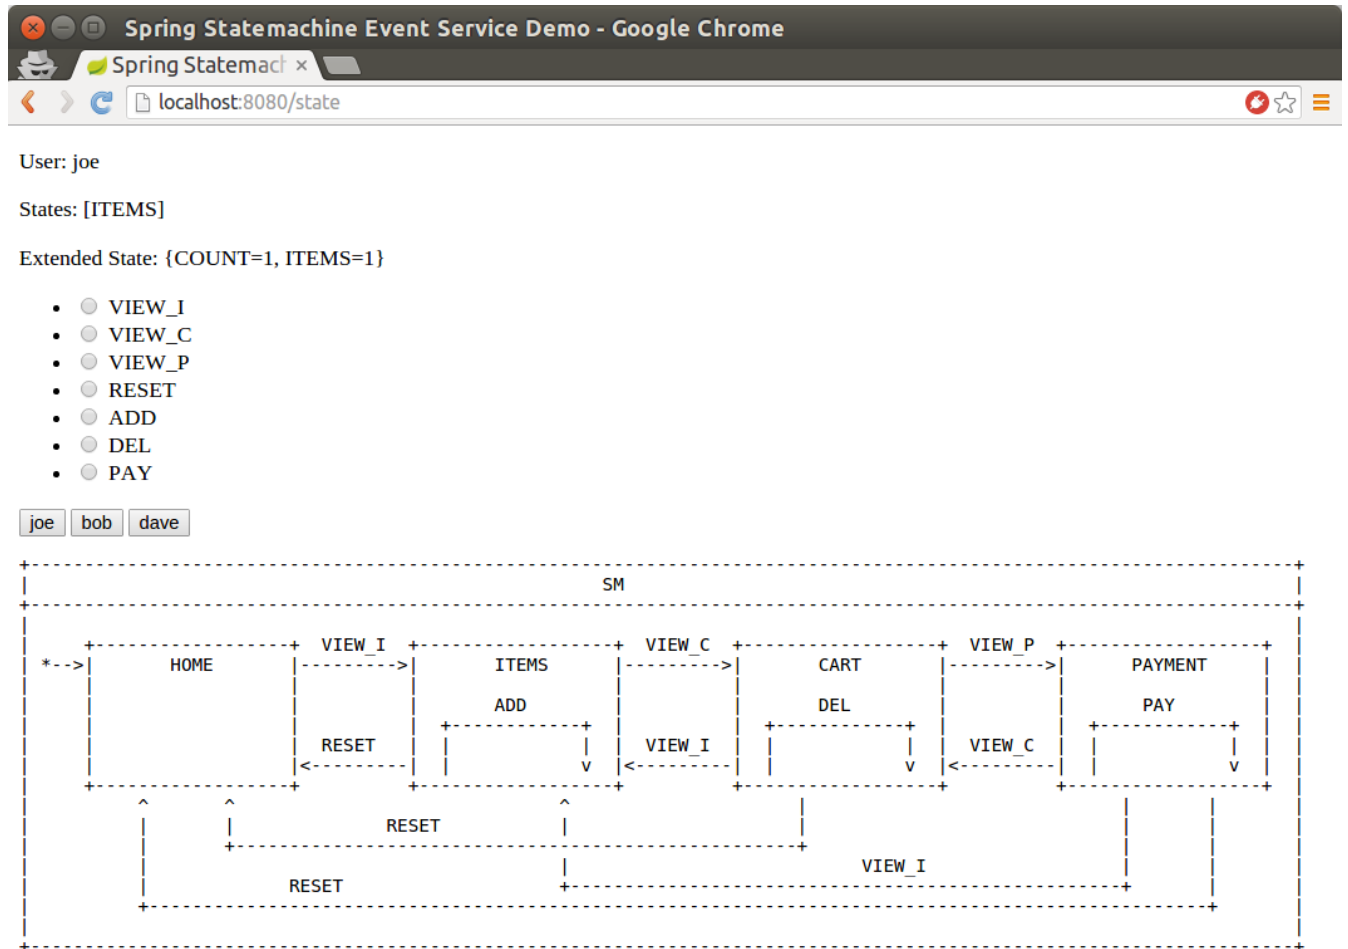 Spring Statemachine Event Service Demo - Google Chrome
Spring Statemach
localhost:8080/state
User: joe
States: [ITEMS]
Extended State: {COUNT=1, ITEMS=1}
VIEW_I
VIEW_C
VIEW_P
RESET
ADD
DEL
PAY
joe bob dave
SM
VIEW_I VIEW_C VIEW_P
*-->| HOME |--------->| ITEMS |--------->| CART |--------->| PAYMENT |
ADD DEL PAY
RESET VIEW_I VIEW_C
|<---------| | v |<---------| | v |<---------| | v |
RESET
VIEW_I
RESET